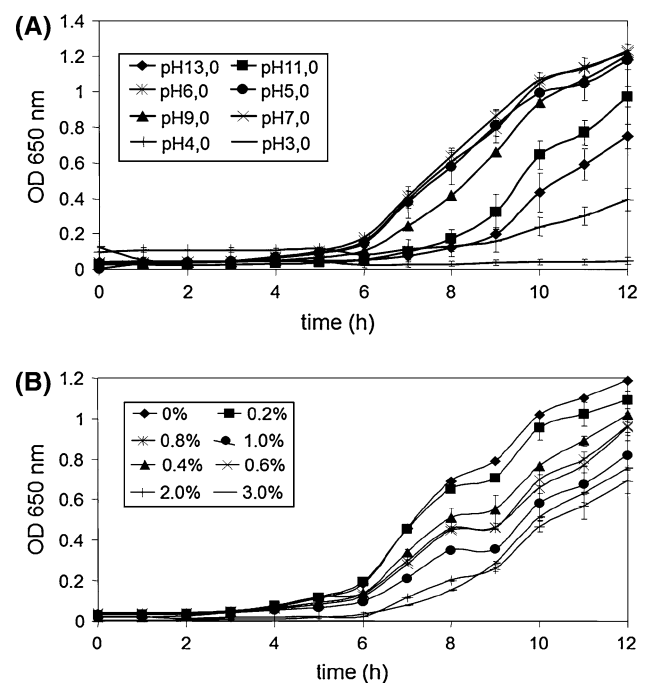 (A)
1.4
1.2
1
0.8
0.6
0.4
0.2
0
OD 650 nm
pH13,0 pH11,0
pH6,0 pH5,0
pH9,0 pH7,0
pH4,0 pH3,0
0 2 4 6 8 10 12
time (h)
(B)
1.2
1
0.8
0.6
0.4
0.2
0
OD 650 nm
0% 0.2%
0.8% 1.0%
0.4% 0.6%
2.0% 3.0%
0 2 4 6 8 10 12
time (h)